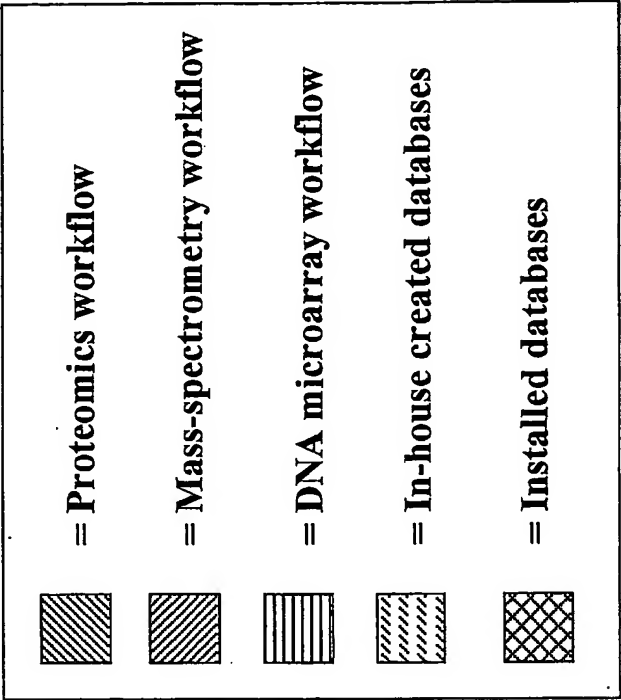 = Proteomics workflow
= Mass-spectrometry workflow
= DNA microarray workflow
= In-house created databases
= Installed databases